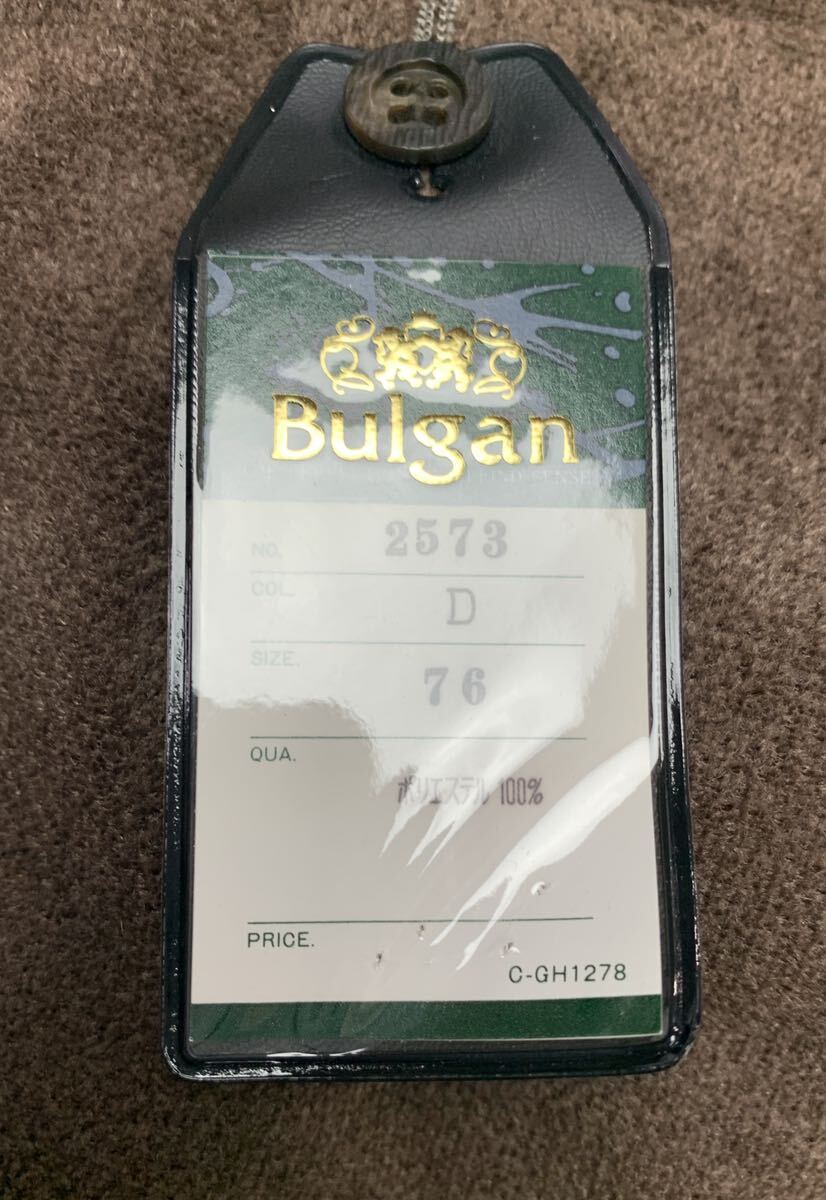 Bulgan
NO. 2573
COL. D
SIZE. 76
QUA.
ポリエステル 100%
PRICE.
C-GH1278